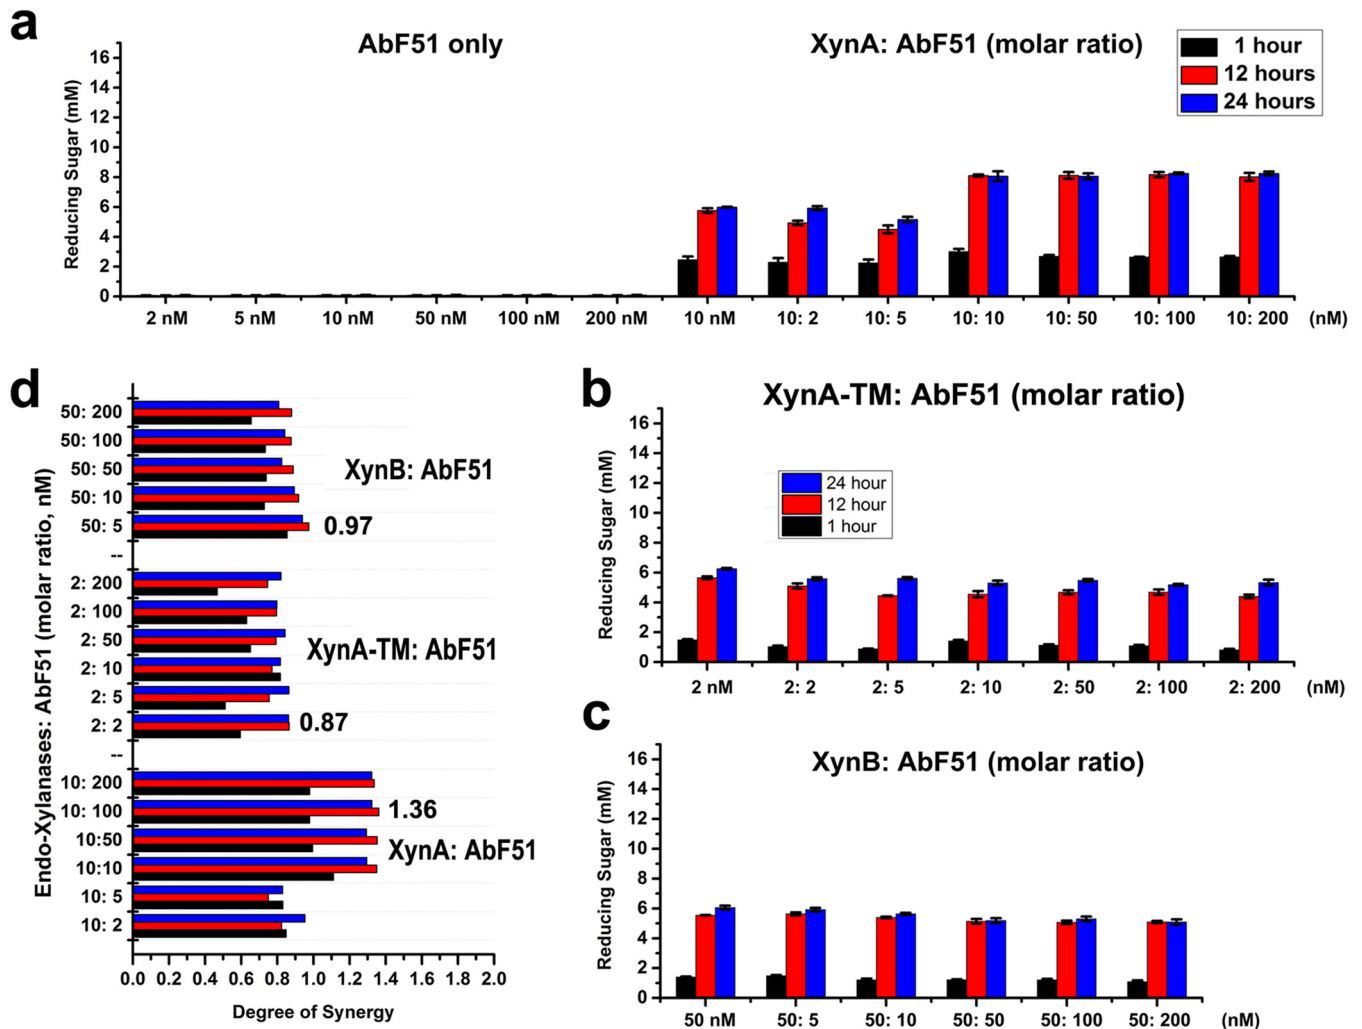 a
AbF51 only
XynA: AbF51 (molar ratio)
1 hour
12 hours
24 hours
Reducing Sugar (mM)
16
14
12
10
8
6
4
2
0
2 nM 5 nM 10 nM 50 nM 100 nM 200 nM 10 nM 10: 2 10: 5 10: 10 10: 50 10: 100 10: 200 (nM)
d
Endo-Xylanases: AbF51 (molar ratio, nM)
50: 200
50: 100
50: 50
50: 10
50: 5
--
2: 200
2: 100
2: 50
2: 10
2: 5
2: 2
--
10: 200
10: 100
10:50
10:10
10: 5
10: 2
XynB: AbF51
0.97
XynA-TM: AbF51
0.87
1.36
XynA: AbF51
0.0 0.2 0.4 0.6 0.8 1.0 1.2 1.4 1.6 1.8 2.0
Degree of Synergy
b
XynA-TM: AbF51 (molar ratio)
24 hour
12 hour
1 hour
Reducing Sugar (mM)
16
14
12
10
8
6
4
2
0
2 nM 2: 2 2: 5 2: 10 2: 50 2: 100 2: 200 (nM)
c
XynB: AbF51 (molar ratio)
Reducing Sugar (mM)
16
14
12
10
8
6
4
2
0
50 nM 50: 5 50: 10 50: 50 50: 100 50: 200 (nM)